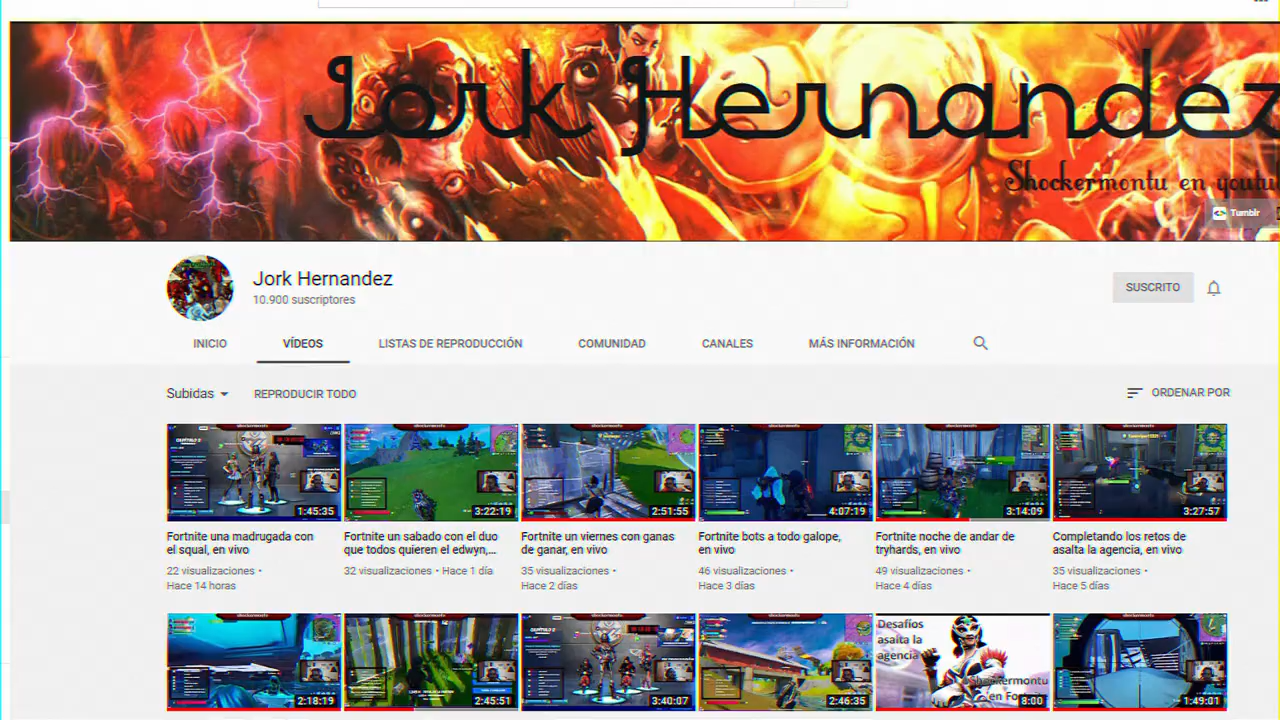 Jork Hernandez
Shockermontu en youtu
Tumblr
Jork Hernandez
10.900 suscriptores
SUSCRITO
INICIO
VÍDEOS
LISTAS DE REPRODUCCIÓN
COMUNIDAD
CANALES
MÁS INFORMACIÓN
Subidas
REPRODUCIR TODO
ORDENAR POR
1:45:35
3:22:19
2:51:55
4:07:19
3:14:09
3:27:57
Fortnite una madrugada con
el squal, en vivo
22 visualizaciones •
Hace 14 horas
Fortnite un sabado con el duo
que todos quieren el edwyn,...
32 visualizaciones • Hace 1 día
Fortnite un viernes con ganas
de ganar, en vivo
35 visualizaciones •
Hace 2 días
Fortnite bots a todo galope,
en vivo
46 visualizaciones •
Hace 3 días
Fortnite noche de andar de
tryhards, en vivo
49 visualizaciones •
Hace 4 días
Completando los retos de
asalta la agencia, en vivo
35 visualizaciones •
Hace 5 días
2:18:19
2:45:51
3:40:07
2:46:35
Desafíos
asalta la
agencia
Shockermontu
en Fortnite
8:00
1:49:01